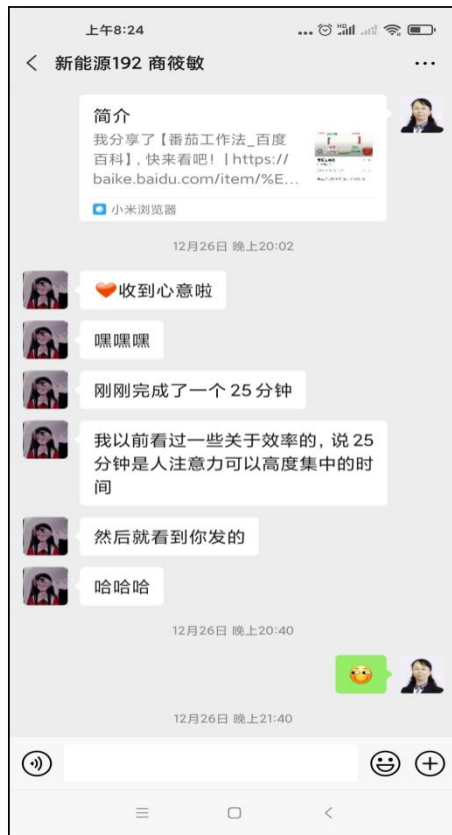 上午8:24
... HD
新能源192 商筱敏
...
简介
我分享了【番茄工作法_百度
百科】, 快来看吧! | https://
baike.baidu.com/item/%E...
小米浏览器
12月26日 晚上20:02
❤收到心意啦
嘿嘿嘿
刚刚完成了一个 25 分钟
我以前看过一些关于效率的, 说 25
分钟是人注意力可以高度集中的时
间
然后就看到你发的
哈哈哈
12月26日 晚上20:40
12月26日 晚上21:40